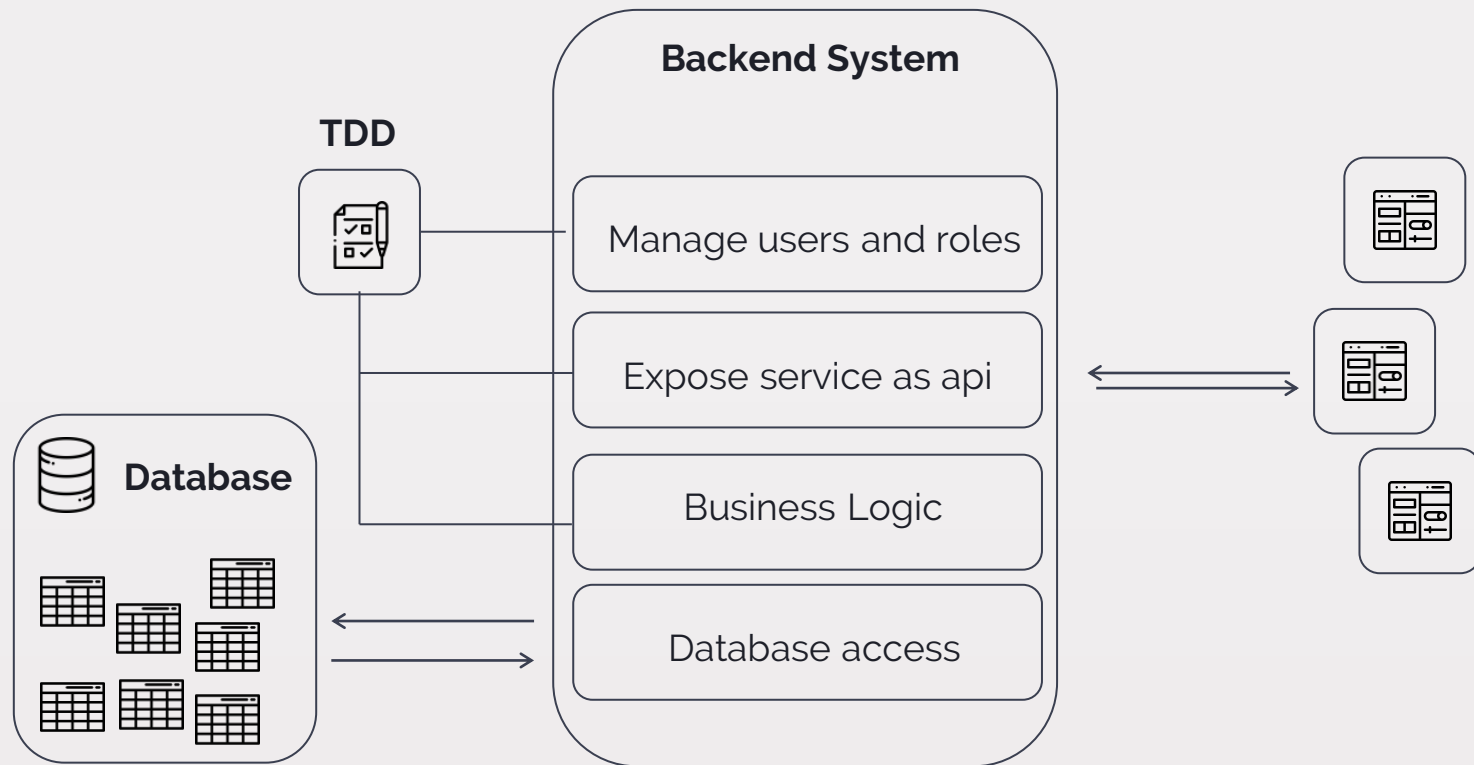 Backend System
TDD
Manage users and roles
Expose service as api
Database
Business Logic
Database access